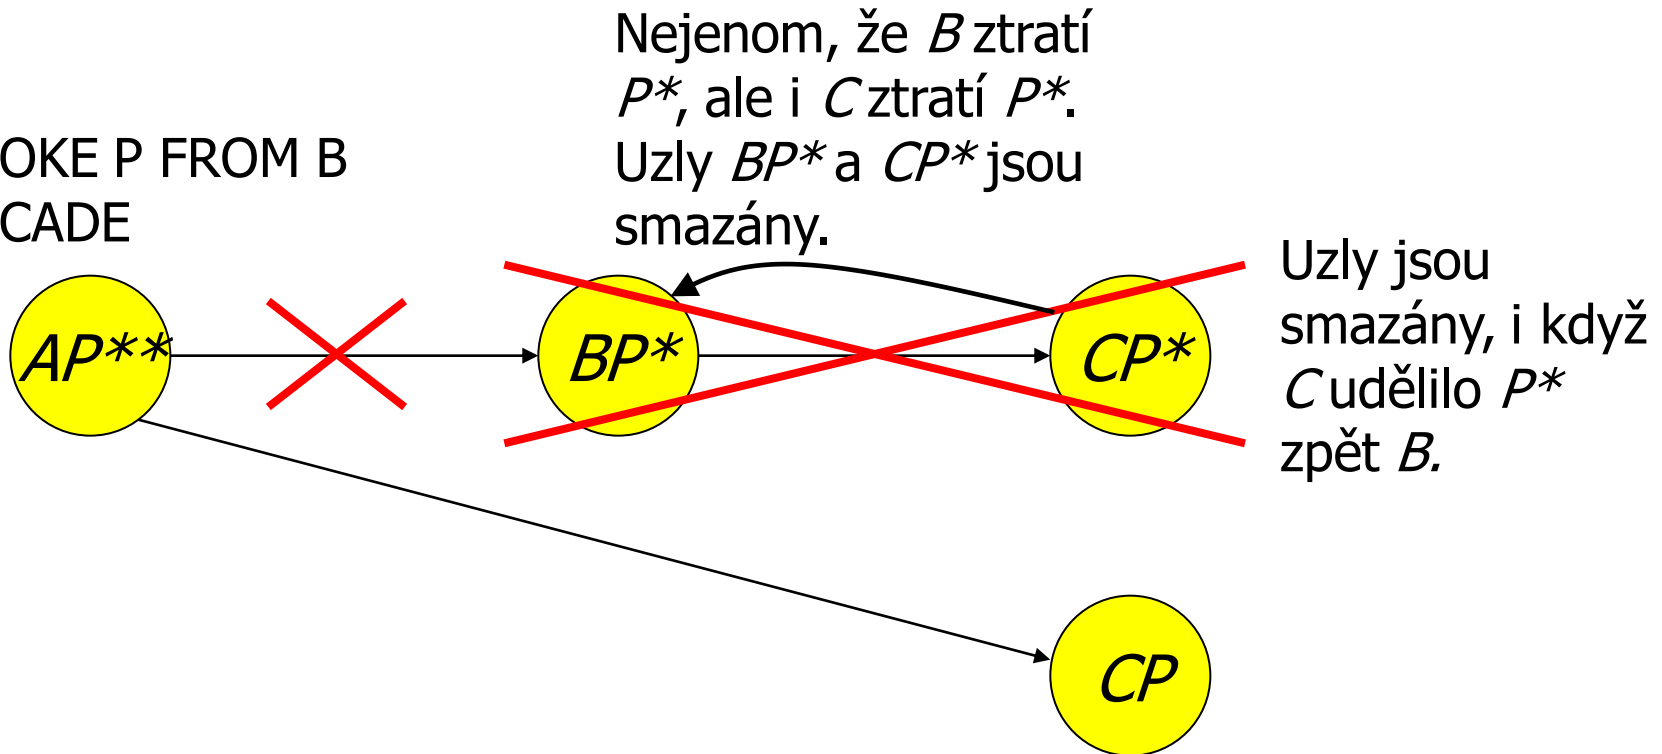 Nejenom, že B ztratí
P*, ale i C ztratí P*.
Uzly BP* a CP* jsou
smazány.
OKE P FROM B
CADE
Uzly jsou
smazány, i když
C udělilo P*
zpět B.
AP**
BP*
CP*
CP